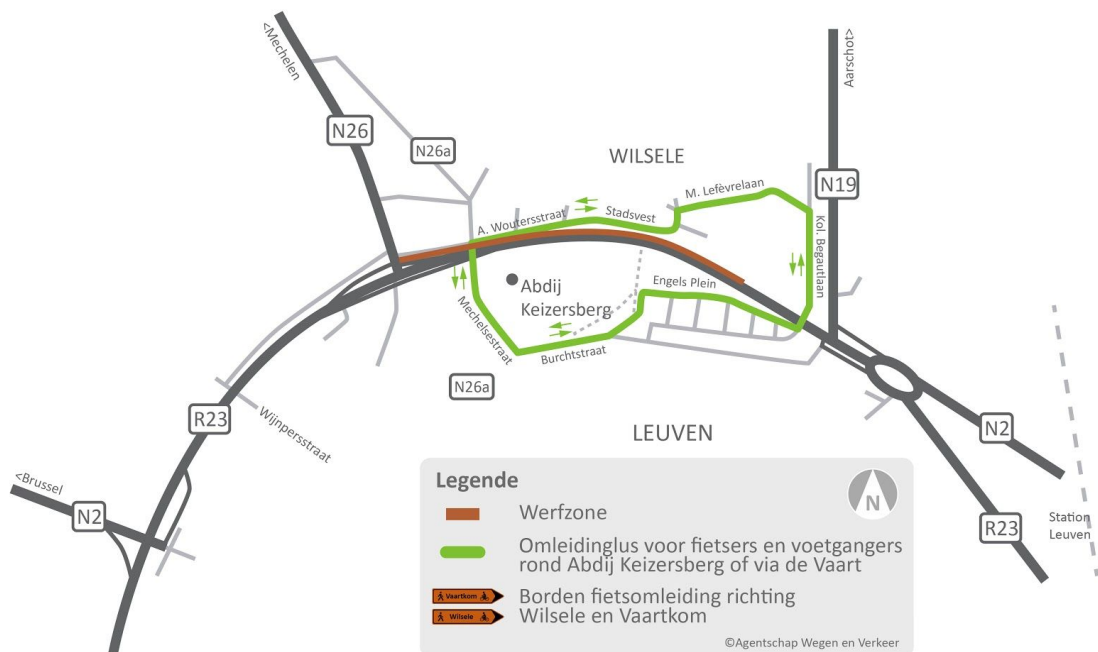 <Mechelen
Aarschot>
N26
N26a
WILSELE
N19
M. Lefèvrelaan
A. Woutersstraat
Stadsvest
Kol. Begautlaan
Abdij
Keizersberg
Engels Plein
Mechelsestraat
Burchtstraat
N26a
R23
Wijnpersstraat
LEUVEN
N2
<Brussel
N2
R23
Station
Leuven
Legende
N
Werfzone
Omleidinglus voor fietsers en voetgangers
rond Abdij Keizersberg of via de Vaart
Vaartkom
Borden fietsomleiding richting
Wilsele
Wilsele en Vaartkom
©Agentschap Wegen en Verkeer